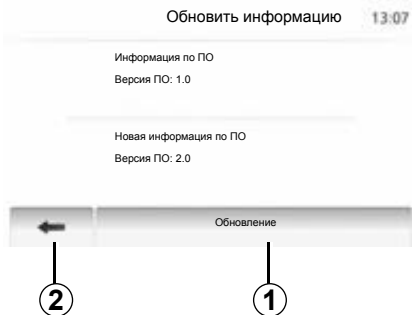 Обновить информацию 13:07
Информация по ПО
Версия ПО: 1.0
Новая информация по ПО
Версия ПО: 2.0
Обновление
2 1